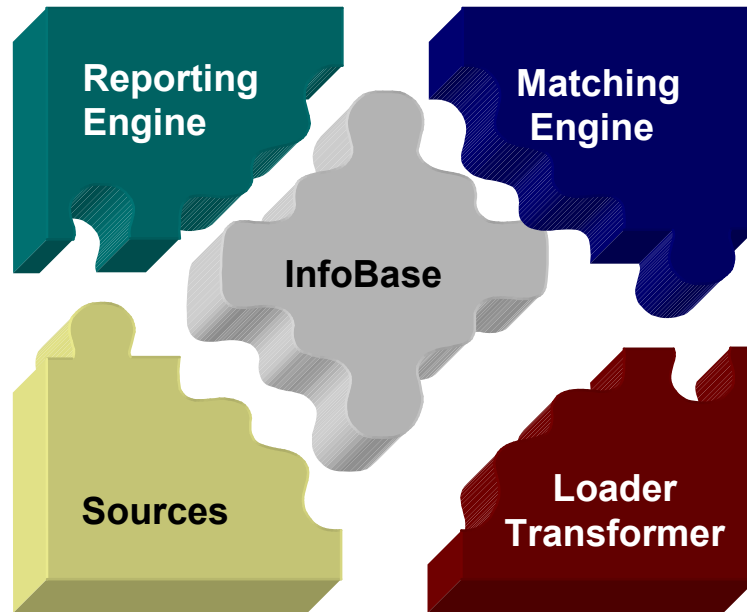 Reporting
Engine
Matching
Engine
InfoBase
Sources
Loader
Transformer